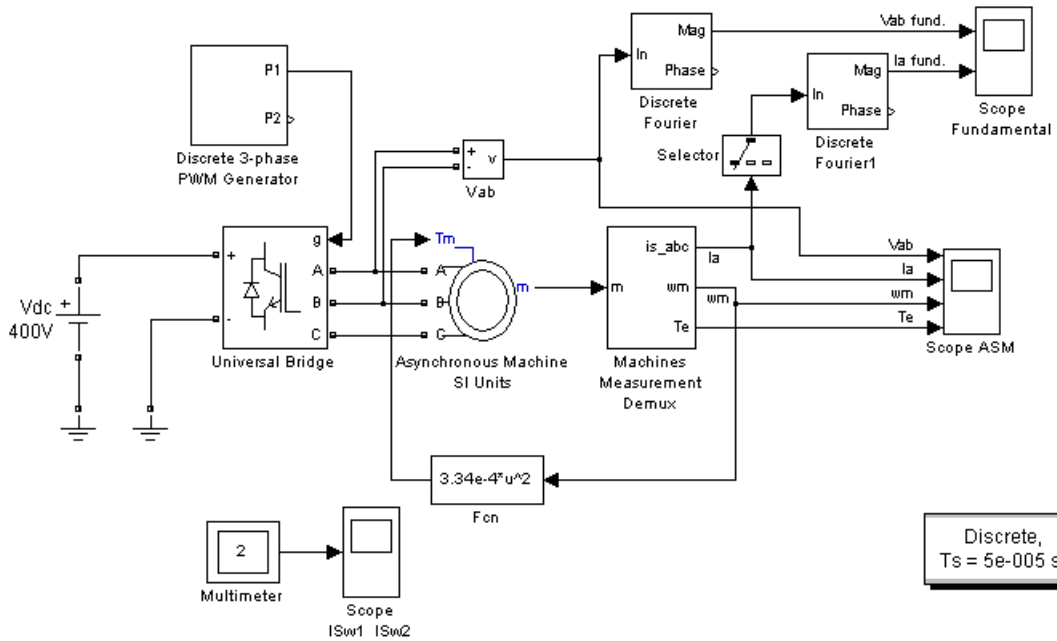 Mag
Vab fund.
In
Phase
Discrete
Fourier
Mag
Ia fund.
In
Phase
Discrete
Fourier1
Scope
Fundamental
P1
P2
Discrete 3-phase
PWM Generator
+
-
v
Vab
Selector
g
+
-
A
B
C
Universal Bridge
Vdc +
400V
Tm
A
B
C
m
Asynchronous Machine
SI Units
m
is_abc
Ia
wm
wm
Te
Machines
Measurement
Demux
Vab
Ia
wm
Te
Scope ASM
3.34e-4*u^2
Fcn
2
Multimeter
Scope
ISw1 ISw2
Discrete,
Ts = 5e-005 s